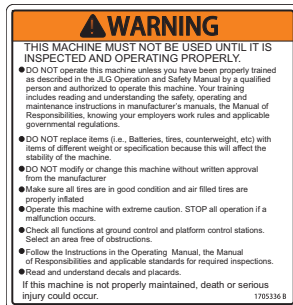 WARNING
THIS MACHINE MUST NOT BE USED UNTIL IT IS
INSPECTED AND OPERATING PROPERLY.
● DO NOT operate this machine unless you have been properly trained
as described in the JLG Operation and Safety Manual by a qualified
person and authorized to operate this machine. Your training
includes reading and understanding the safety, operating and
maintenance instructions in manufacturer's manuals, the Manual of
Responsibilities, knowing your employers work rules and applicable
governmental regulations.
● DO NOT replace items (i.e., Batteries, tires, counterweight, etc) with
items of different weight or specification because this will affect the
stability of the machine.
● DO NOT modify or change this machine without written approval
from the manufacturer
● Make sure all tires are in good condition and air filled tires are
properly inflated
● Operate this machine with extreme caution. STOP all operation if a
malfunction occurs.
● Check all functions at ground control and platform control stations.
Select an area free of obstructions.
● Follow the Instructions in the Operating Manual, the Manual
of Responsibilities and applicable standards for required inspections.
● Read and understand decals and placards.
If this machine is not properly maintained, death or serious
injury could occur.
1705336 B